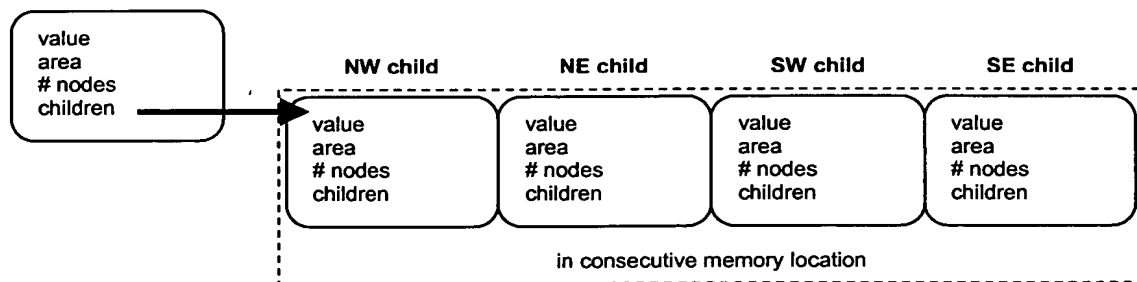 value
area
# nodes
children
NW child
NE child
SW child
SE child
value
area
# nodes
children
value
area
# nodes
children
value
area
# nodes
children
value
area
# nodes
children
in consecutive memory location